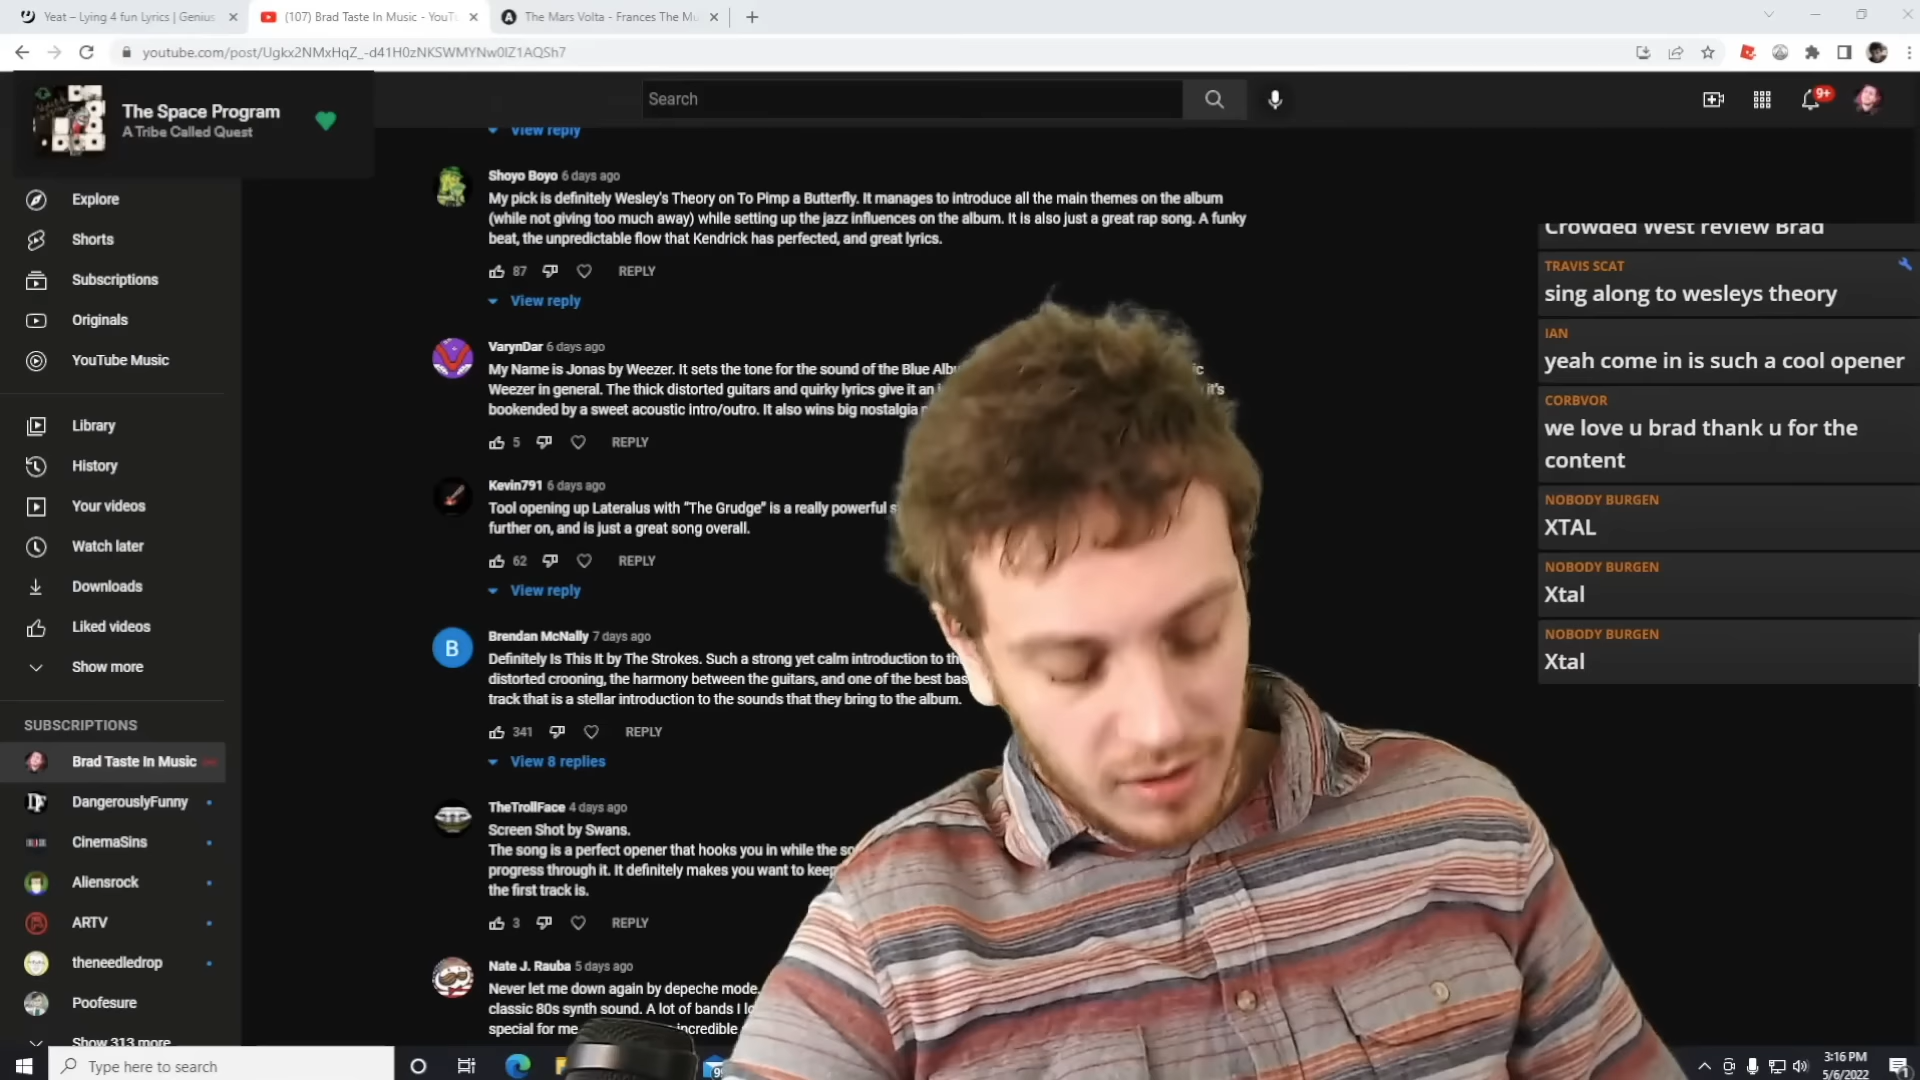 Yeat – Lying 4 fun Lyrics | Genius
(107) Brad Taste In Music - YouT
The Mars Volta - Frances The Mu
youtube.com/post/Ugkx2NMxHqZ_-d41H0zNKSWMYNw0lZ1AQSh7
The Space Program
A Tribe Called Quest
Search
9+
Explore
Shorts
Subscriptions
Originals
YouTube Music
Library
History
Your videos
Watch later
Downloads
Liked videos
Show more
SUBSCRIPTIONS
Brad Taste In Music
DangerouslyFunny
CinemaSins
Aliensrock
ARTV
theneedledrop
Poofesure
Show 313 more
View reply
Shoyo Boyo 6 days ago
My pick is definitely Wesley's Theory on To Pimp a Butterfly. It manages to introduce all the main themes on the album
(while not giving too much away) while setting up the jazz influences on the album. It is also just a great rap song. A funky
beat, the unpredictable flow that Kendrick has perfected, and great lyrics.
87 REPLY
View reply
VarynDar 6 days ago
My Name is Jonas by Weezer. It sets the tone for the sound of the Blue Albu
Weezer in general. The thick distorted guitars and quirky lyrics give it an it's
bookended by a sweet acoustic intro/outro. It also wins big nostalgia
5 REPLY
Kevin791 6 days ago
Tool opening up Lateralus with “The Grudge” is a really powerful s
further on, and is just a great song overall.
62 REPLY
View reply
B
Brendan McNally 7 days ago
Definitely Is This It by The Strokes. Such a strong yet calm introduction to th
distorted crooning, the harmony between the guitars, and one of the best bas
track that is a stellar introduction to the sounds that they bring to the album.
341 REPLY
View 8 replies
TheTrollFace 4 days ago
Screen Shot by Swans.
The song is a perfect opener that hooks you in while the so
progress through it. It definitely makes you want to keep
the first track is.
3 REPLY
Nate J. Rauba 5 days ago
Never let me down again by depeche mode.
classic 80s synth sound. A lot of bands I lo
special for me incredible
Crowded West review Brad
TRAVIS SCAT
sing along to wesleys theory
IAN
yeah come in is such a cool opener
CORBVOR
we love u brad thank u for the
content
NOBODY BURGEN
XTAL
NOBODY BURGEN
Xtal
NOBODY BURGEN
Xtal
Type here to search
3:16 PM
5/6/2022